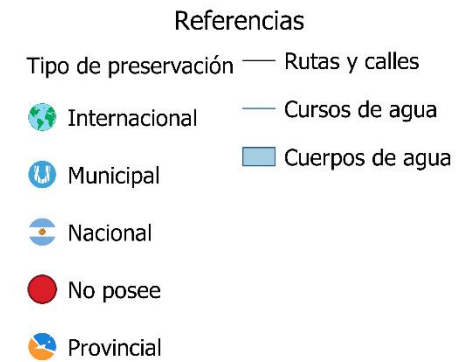 Referencias
Tipo de preservación
Internacional
Municipal
Nacional
No posee
Provincial
Rutas y calles
Cursos de agua
Cuerpos de agua